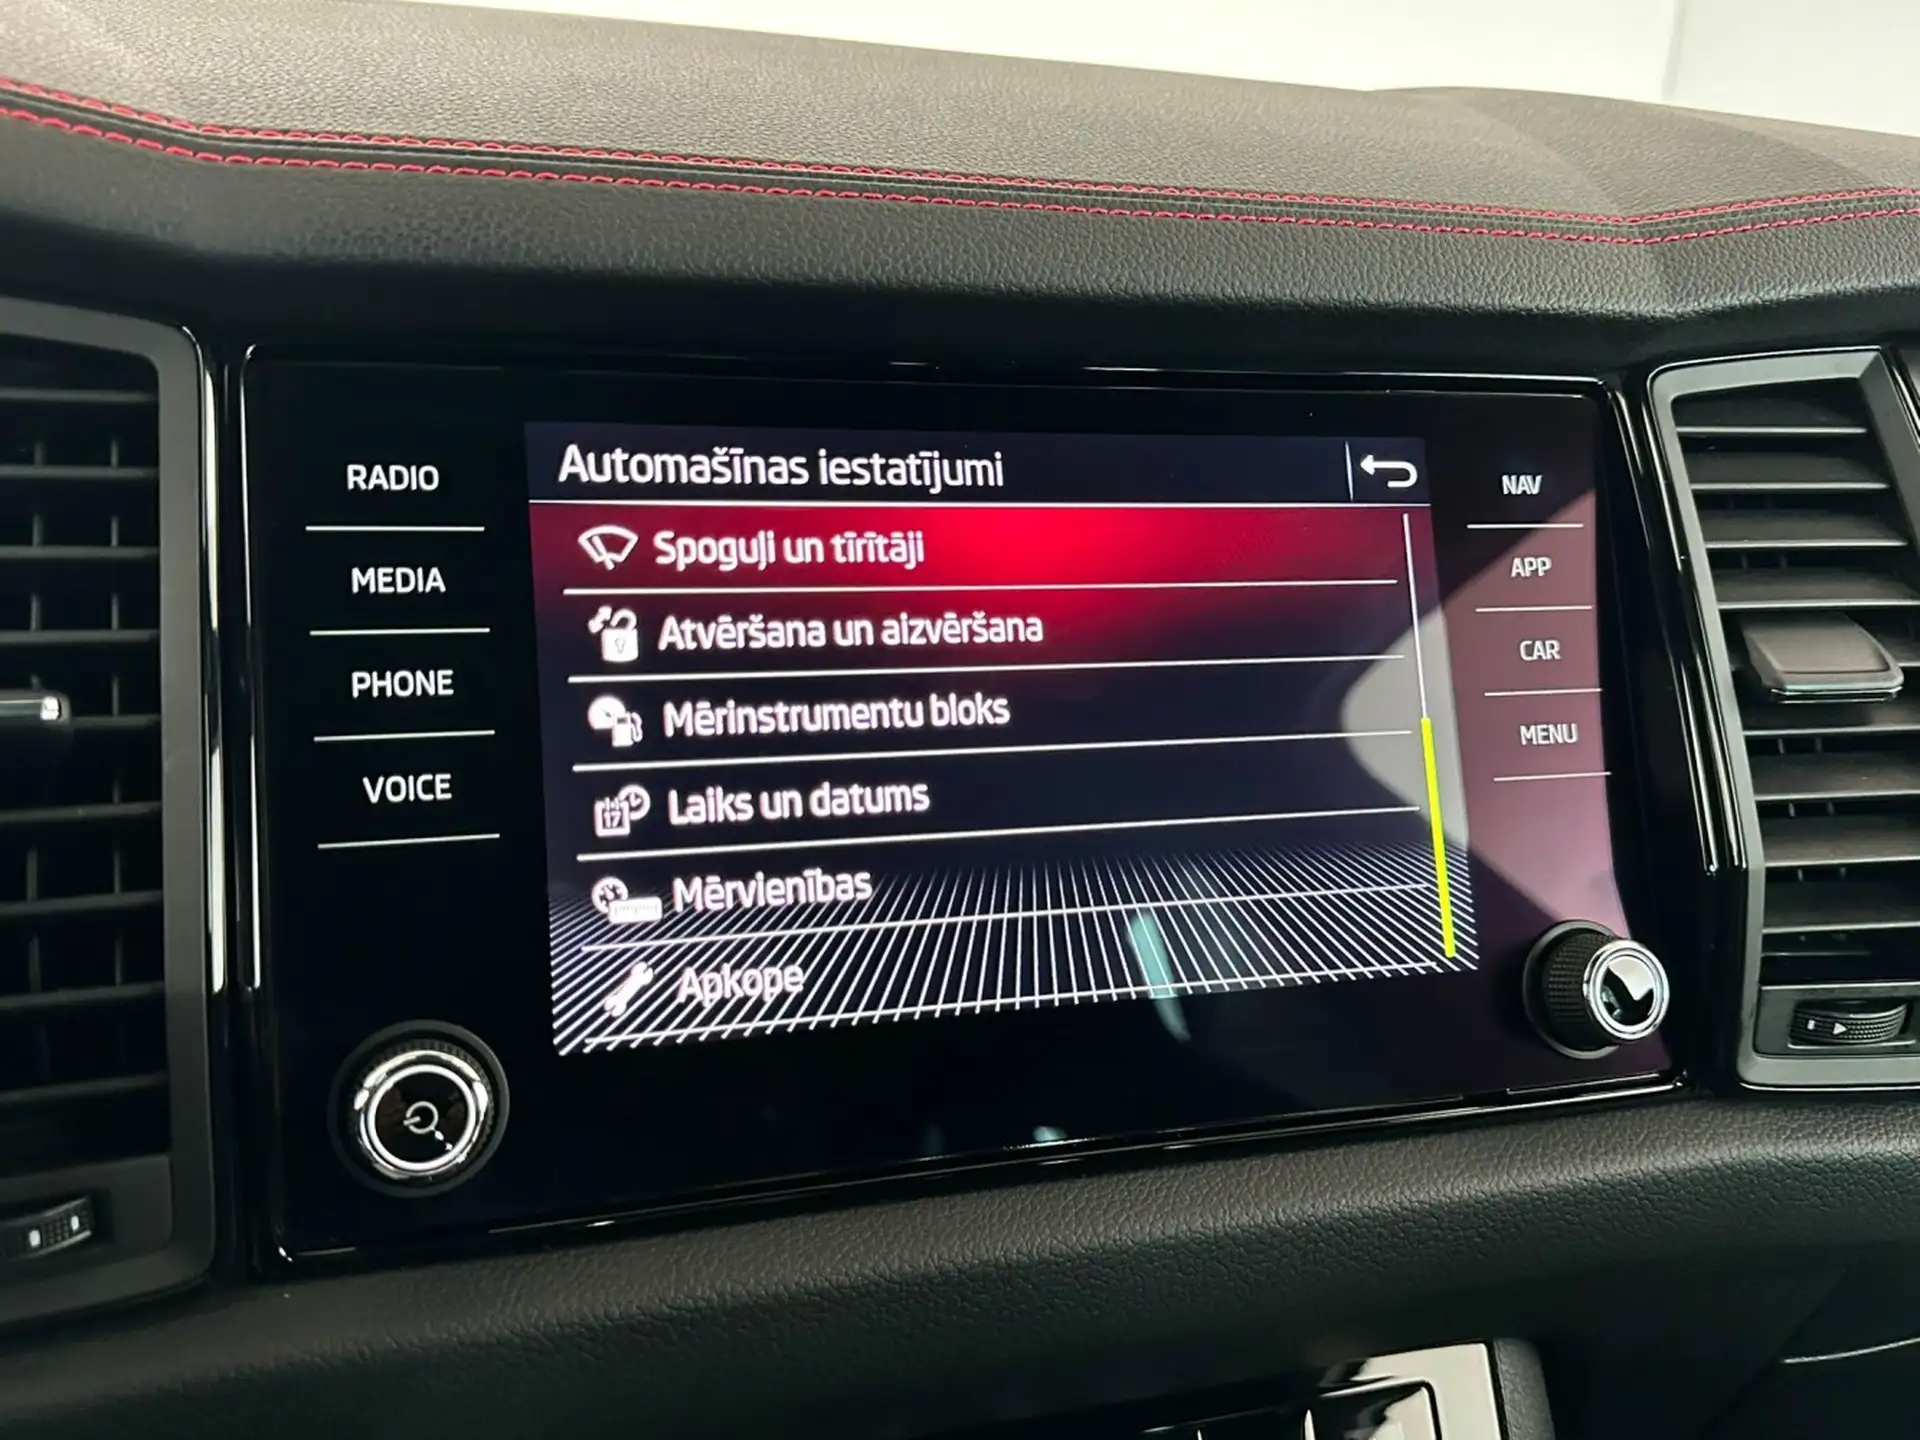 RADIO
MEDIA
PHONE
VOICE
Automašīnas iestatījumi
Spoguļi un tīrītāji
Atvēršana un aizvēršana
Mērinstrumentu bloks
17
Laiks un datums
Mērvienības
Apkope
NAV
APP
CAR
MENU